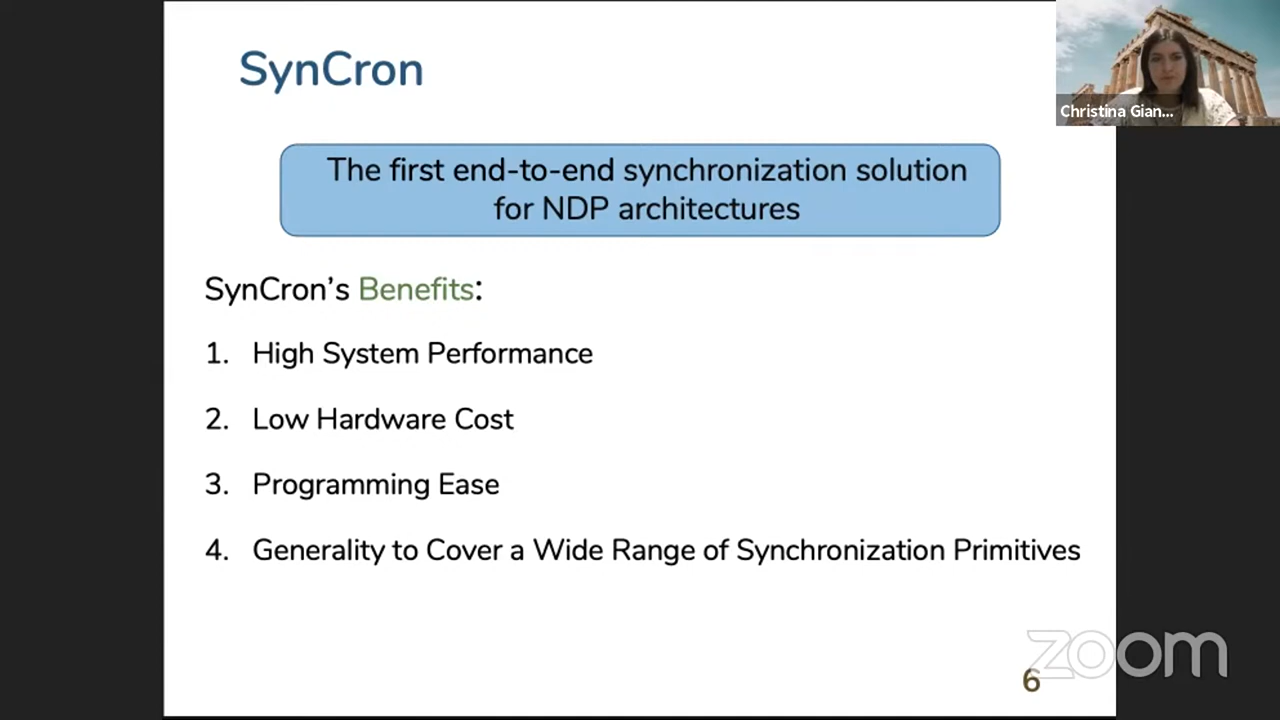 SynCron
Christina Gian...
The first end-to-end synchronization solution
for NDP architectures
SynCron’s Benefits:
1. High System Performance
2. Low Hardware Cost
3. Programming Ease
4. Generality to Cover a Wide Range of Synchronization Primitives
zoom
6